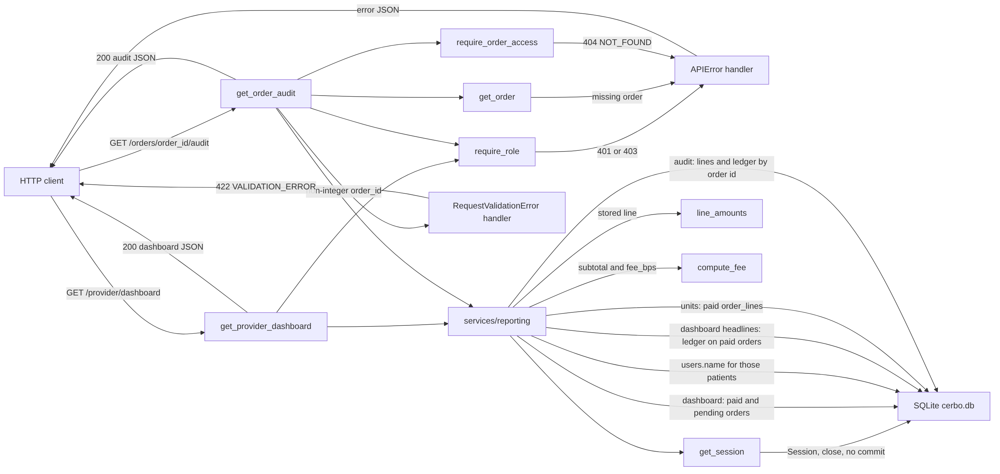 error JSON
require_order_access
404 NOT_FOUND
200 audit JSON
APIError handler
get_order_audit
get_order
missing order
GET /orders/order_id/audit
require_role
401 or 403
audit: lines and ledger by
order id
HTTP client
422 VALIDATION_ERROR
non-integer order_id
RequestValidationError
handler
stored line
line_amounts
200 dashboard JSON
subtotal and fee_bps
compute_fee
GET /provider/dashboard
units: paid order_lines
get_provider_dashboard
services/reporting
dashboard headlines:
ledger on paid orders
users.name for those
patients
dashboard: paid and
pending orders
SQLite cerbo.db
get_session
Session, close, no commit